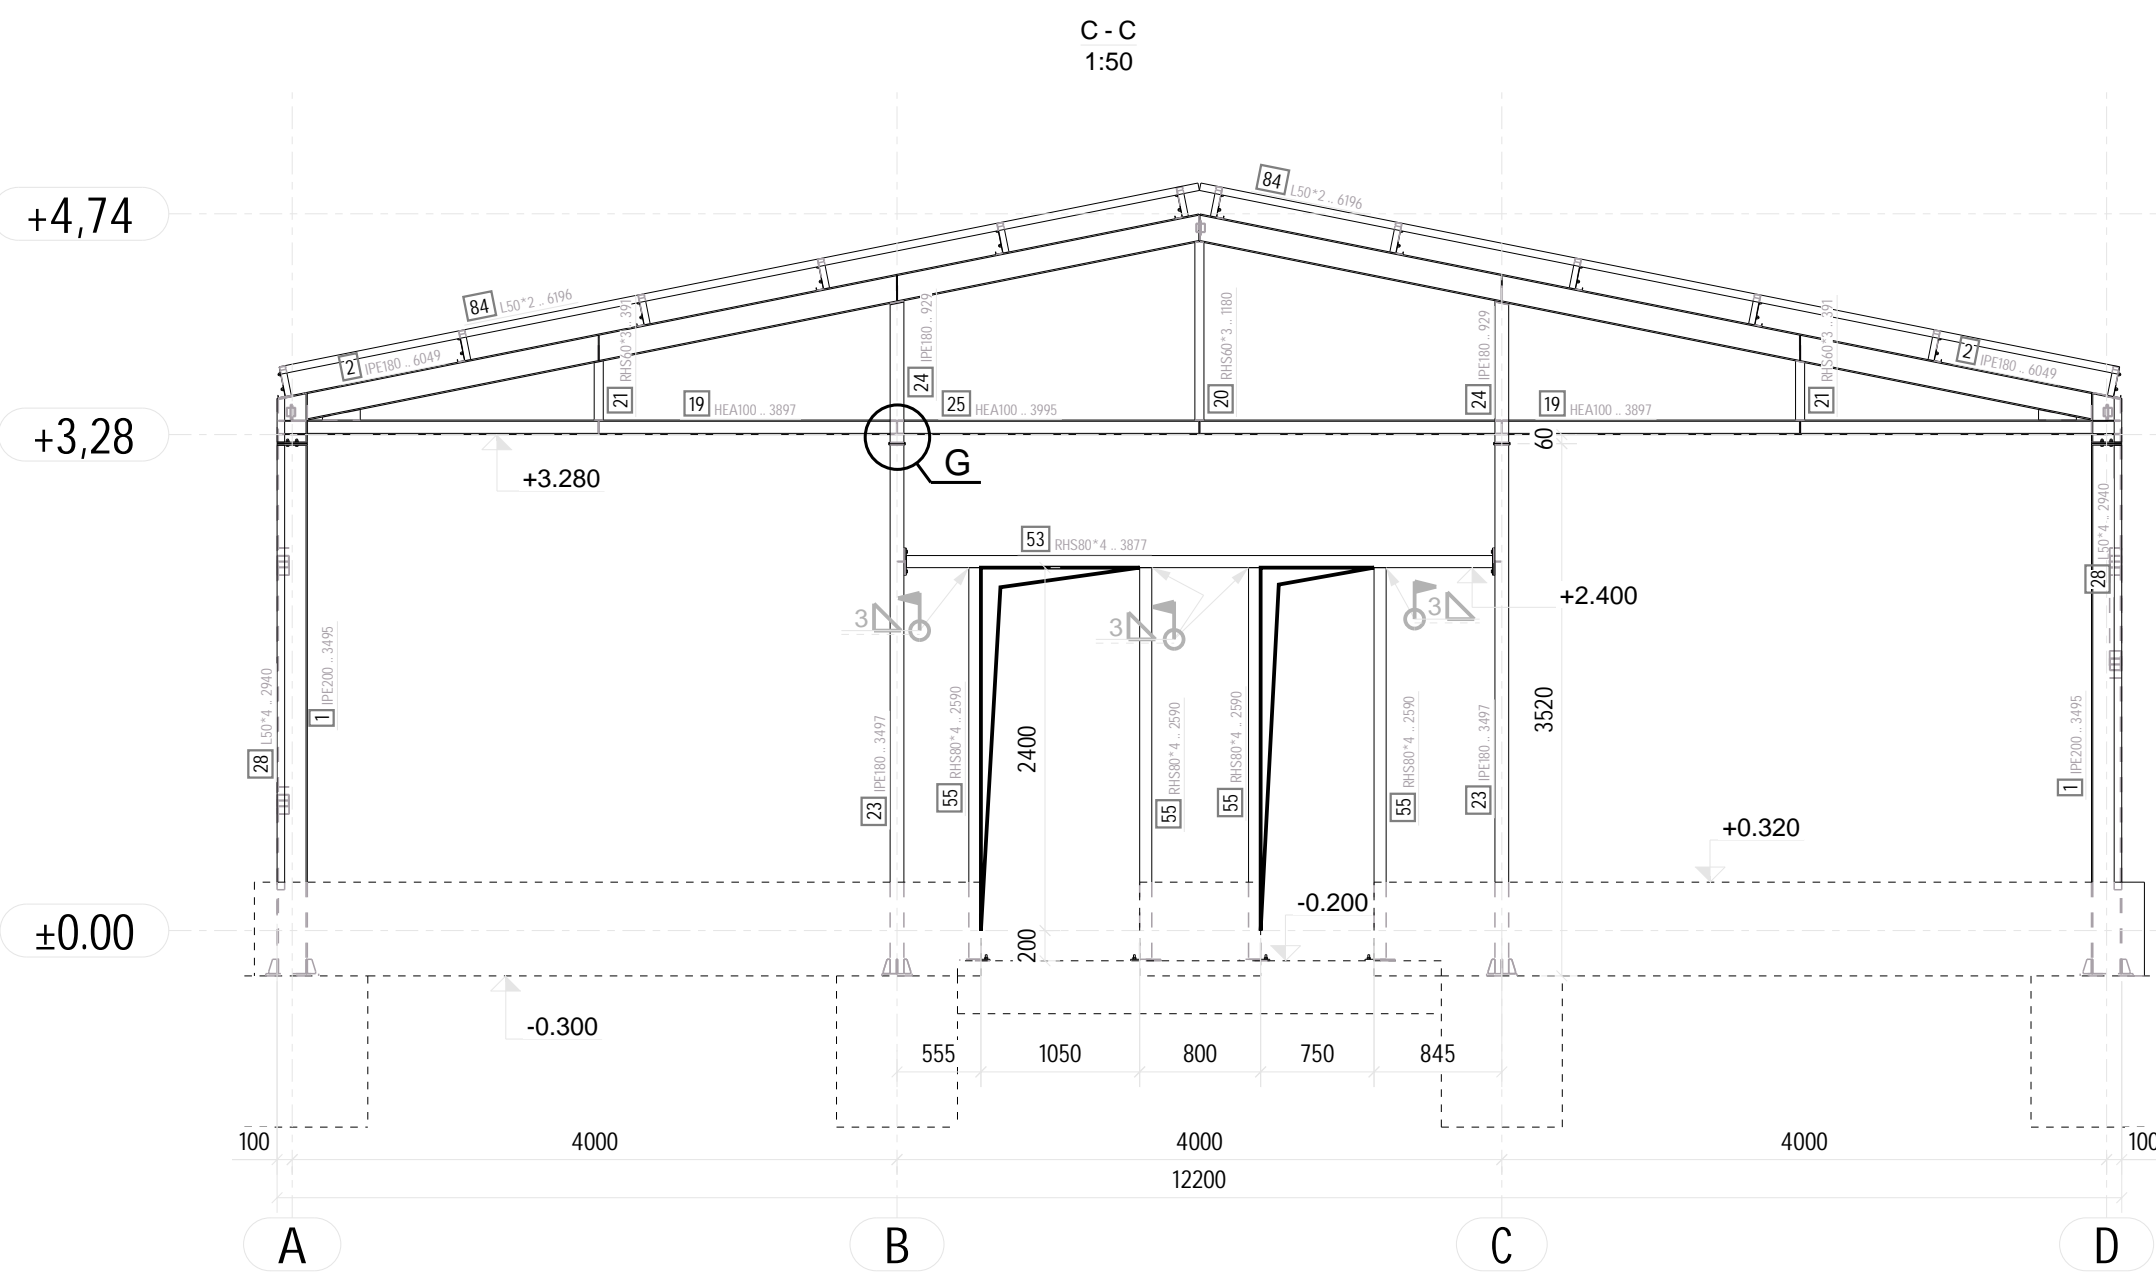 C - C
1:50
+4,74
84 L50*2 .. 6196
84 L50*2 .. 6196
2 IPE180 .. 6049
2 IPE180 .. 6049
21 RHS60*3 .. 391
24 IPE180 .. 929
20 RHS60*3 .. 1180
24 IPE180 .. 929
21 RHS60*3 .. 391
19 HEA100 .. 3897
25 HEA100 .. 3995
19 HEA100 .. 3897
+3,28
+3.280
G
60
53 RHS80*4 .. 3877
+2.400
3
3
3
28 L50*4 .. 2940
1 IPE200 .. 3495
23 IPE180 .. 3497
55 RHS80*4 .. 2590
2400
55 RHS80*4 .. 2590
55 RHS80*4 .. 2590
55 RHS80*4 .. 2590
23 IPE180 .. 3497
3520
1 IPE200 .. 3495
28 L50*4 .. 2940
+0.320
±0.00
200
-0.200
-0.300
555 1050 800 750 845
100 4000 4000 4000 100
12200
A B C D